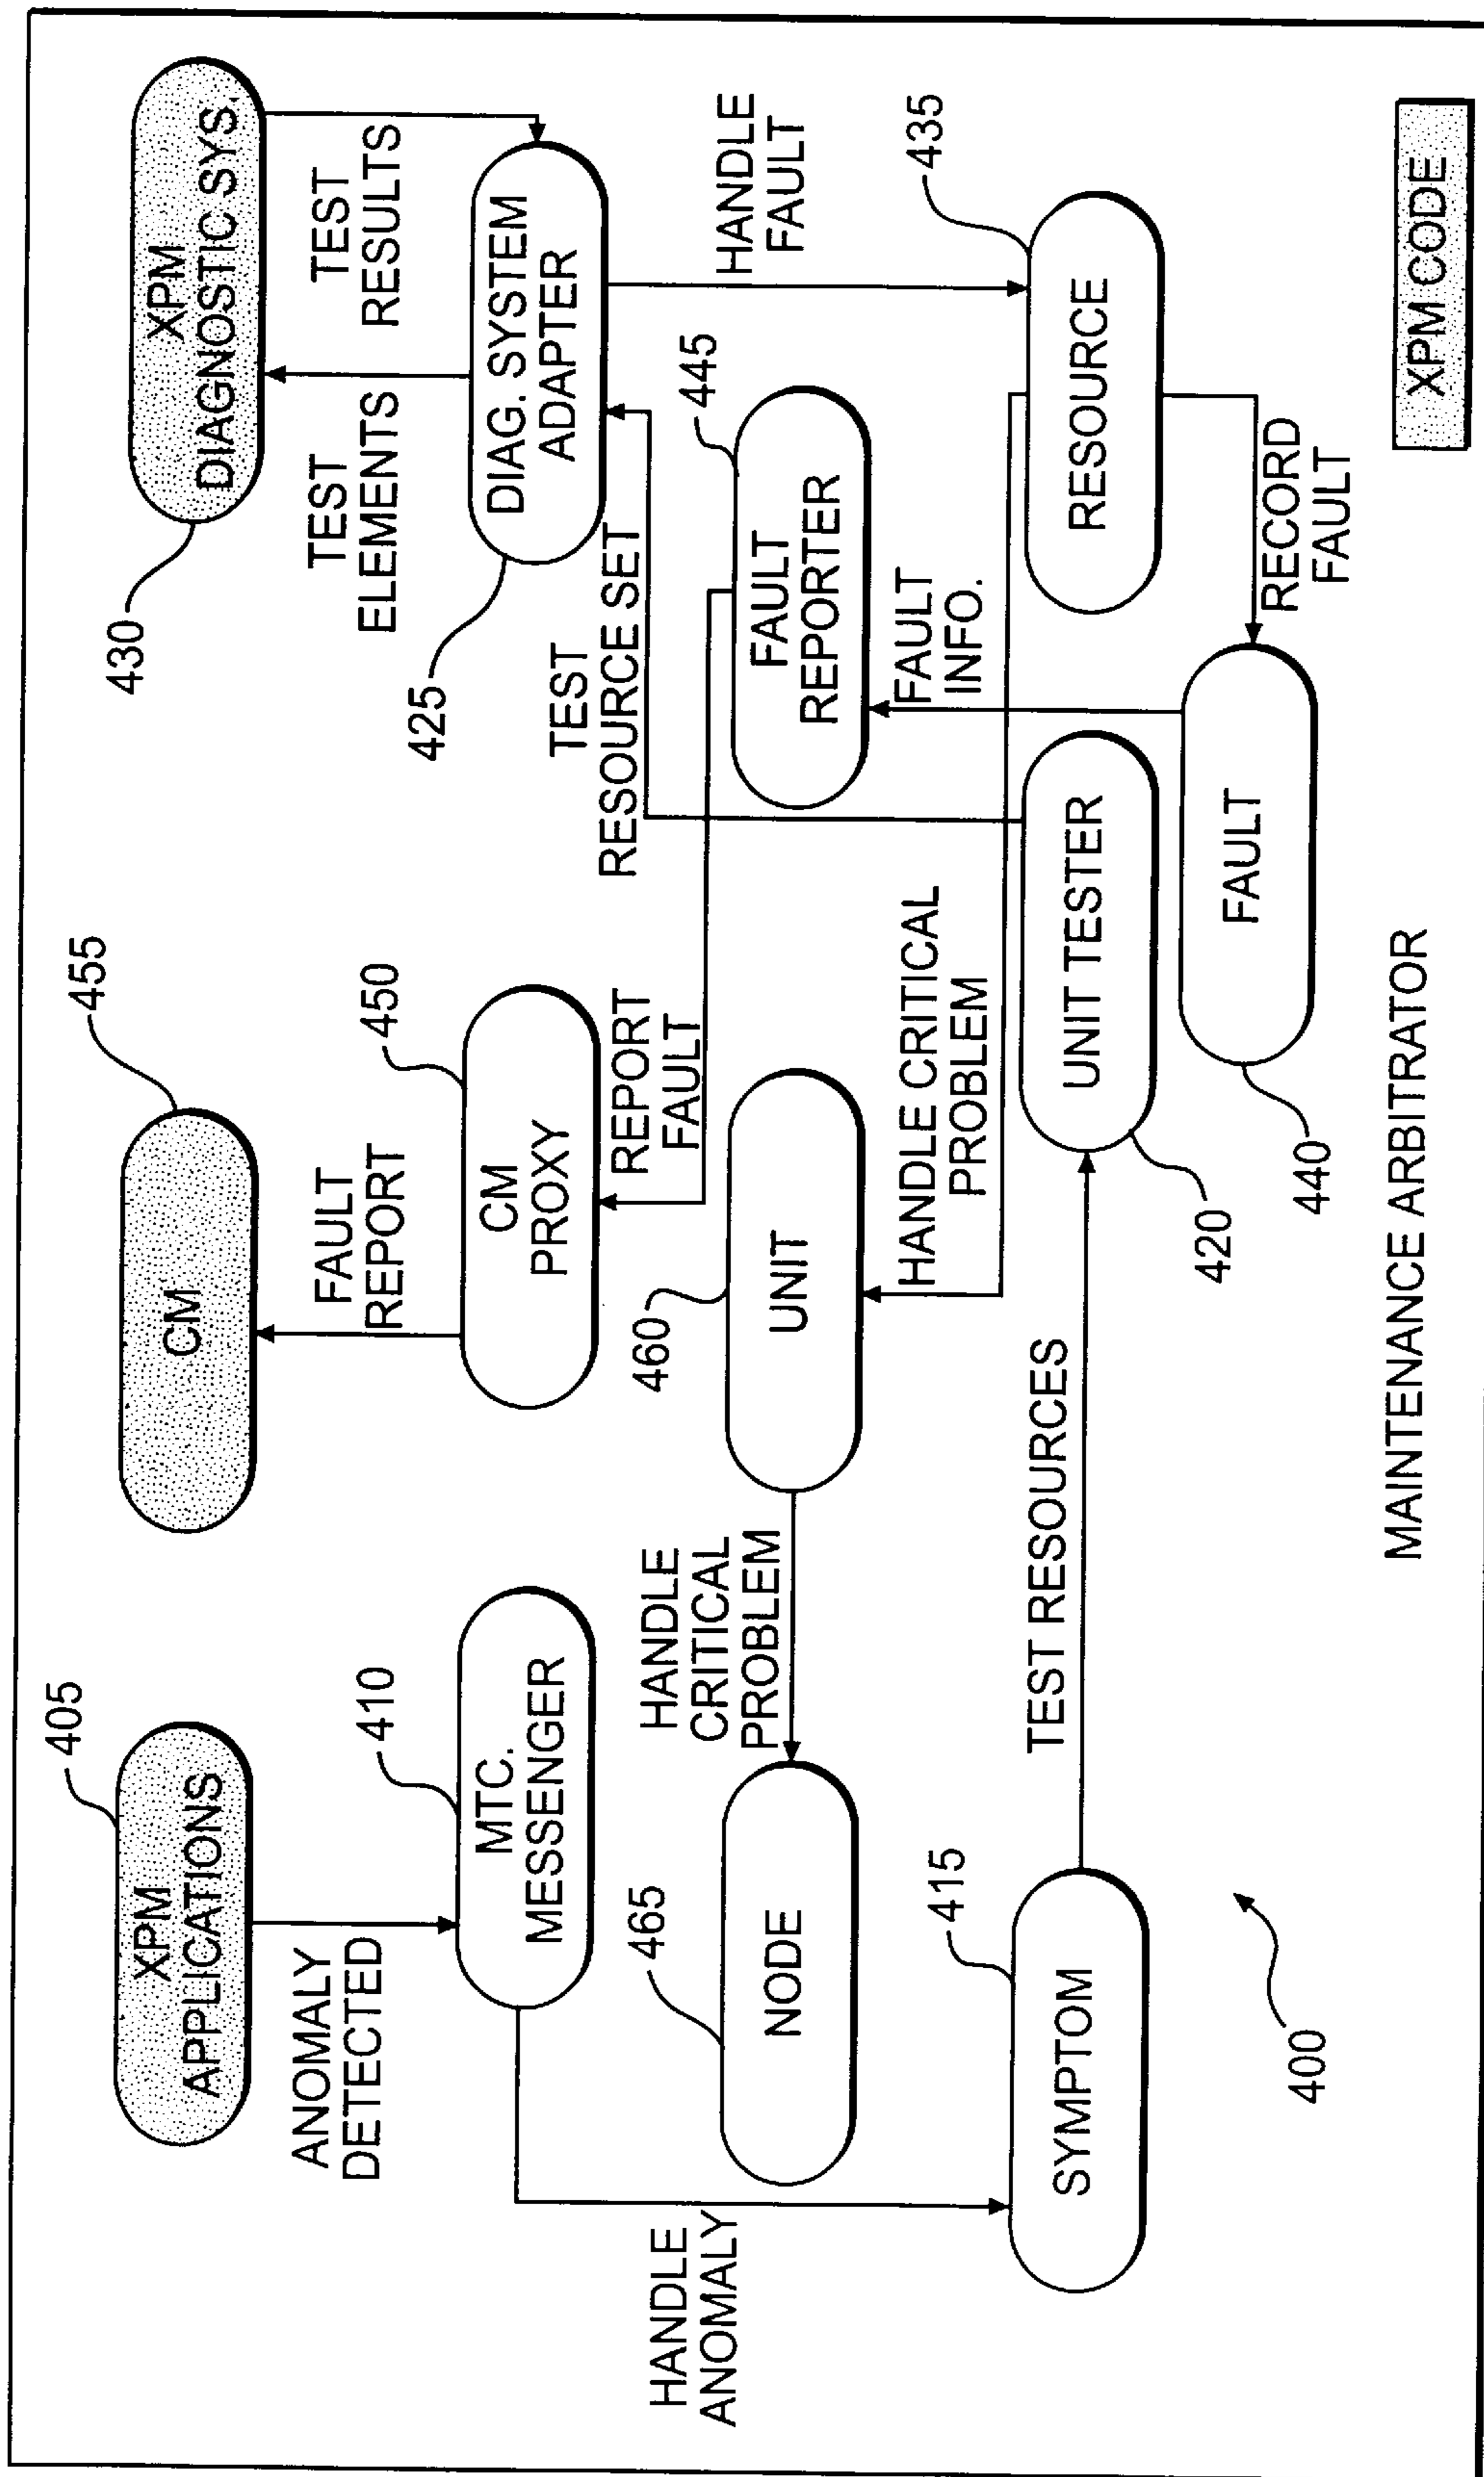 405
XPM
APPLICATIONS
ANOMALY
DETECTED
410
MTC.
MESSENGER
HANDLE
ANOMALY
465
NODE
HANDLE
CRITICAL
PROBLEM
415
SYMPTOM
400
TEST RESOURCES
455
CM
FAULT
REPORT
450
CM
PROXY
REPORT
FAULT
460
UNIT
HANDLE CRITICAL
PROBLEM
UNIT TESTER
420
FAULT
440
430
XPM
DIAGNOSTIC SYS.
TEST
ELEMENTS
TEST
RESULTS
425
DIAG. SYSTEM
ADAPTER
TEST
RESOURCE SET
HANDLE
FAULT
445
FAULT
REPORTER
FAULT
INFO.
435
RESOURCE
RECORD
FAULT
MAINTENANCE ARBITRATOR
XPM CODE